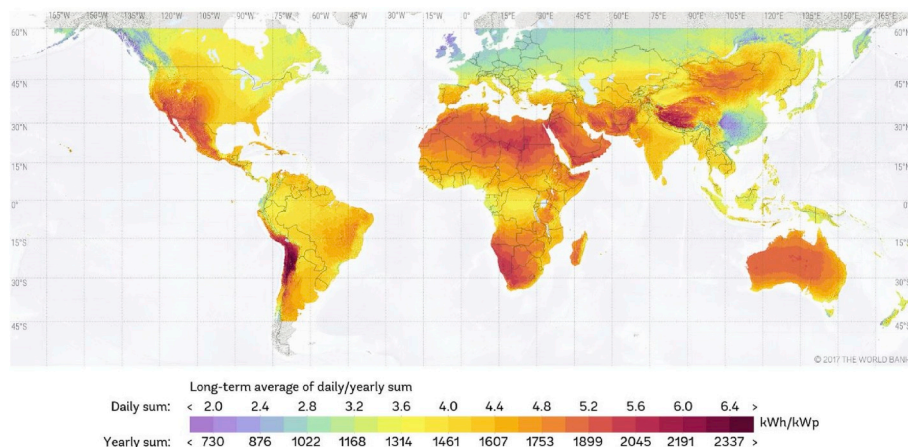 165°W 150°W 135°W 120°W 105°W 90°W 75°W 60°W 45°W 30°W 15°W 0° 15°E 30°E 45°E 60°E 75°E 90°E 105°E 120°E 135°E 150°E 165°E
60°N 60°N
45°N 45°N
30°N 30°N
15°N 15°N
0° 0°
15°S 15°S
30°S 30°S
45°S 45°S
© 2017 THE WORLD BANK
Long-term average of daily/yearly sum
Daily sum: < 2.0 2.4 2.8 3.2 3.6 4.0 4.4 4.8 5.2 5.6 6.0 6.4 >
kWh/kWp
Yearly sum: < 730 876 1022 1168 1314 1461 1607 1753 1899 2045 2191 2337 >